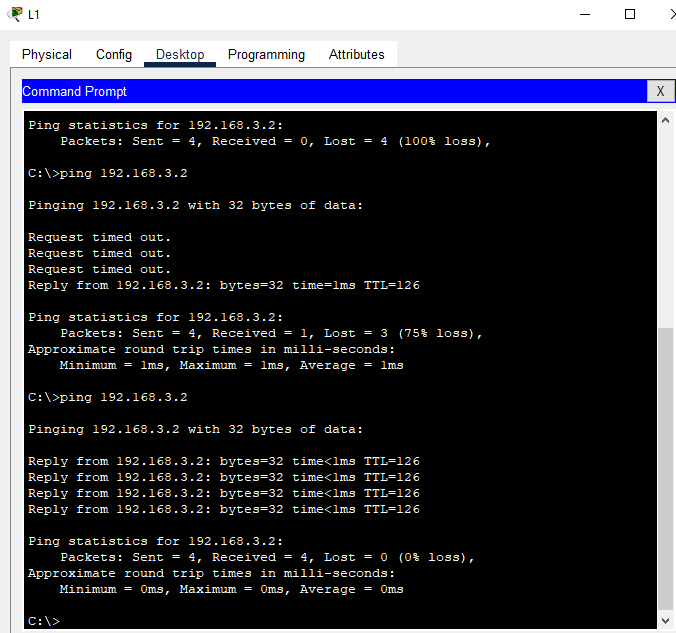 L1
Physical Config Desktop Programming Attributes
Command Prompt X
Ping statistics for 192.168.3.2:
    Packets: Sent = 4, Received = 0, Lost = 4 (100% loss),
C:\>ping 192.168.3.2
Pinging 192.168.3.2 with 32 bytes of data:
Request timed out.
Request timed out.
Request timed out.
Reply from 192.168.3.2: bytes=32 time=1ms TTL=126
Ping statistics for 192.168.3.2:
    Packets: Sent = 4, Received = 1, Lost = 3 (75% loss),
Approximate round trip times in milli-seconds:
    Minimum = 1ms, Maximum = 1ms, Average = 1ms
C:\>ping 192.168.3.2
Pinging 192.168.3.2 with 32 bytes of data:
Reply from 192.168.3.2: bytes=32 time<1ms TTL=126
Reply from 192.168.3.2: bytes=32 time<1ms TTL=126
Reply from 192.168.3.2: bytes=32 time<1ms TTL=126
Reply from 192.168.3.2: bytes=32 time<1ms TTL=126
Ping statistics for 192.168.3.2:
    Packets: Sent = 4, Received = 4, Lost = 0 (0% loss),
Approximate round trip times in milli-seconds:
    Minimum = 0ms, Maximum = 0ms, Average = 0ms
C:\>